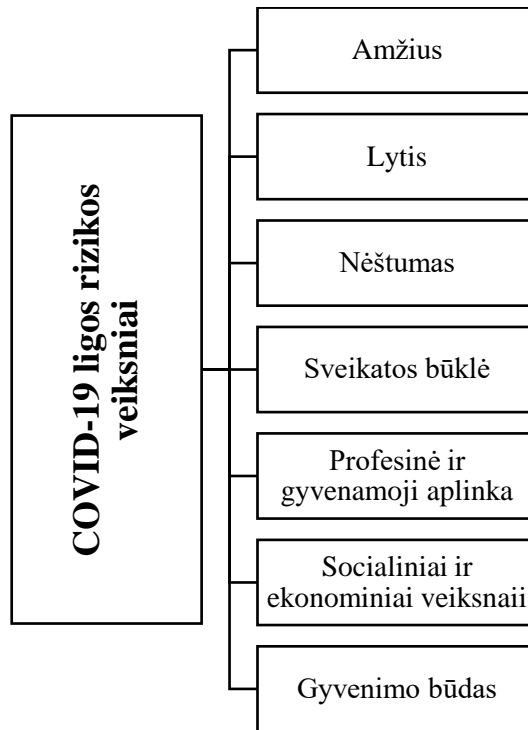 COVID-19 ligos rizikos
veiksniai
Amžius
Lytis
Nėštumas
Sveikatos būklė
Profesinė ir
gyvenamoji aplinka
Socialiniai ir
ekonominiai veiksnaii
Gyvenimo būdas